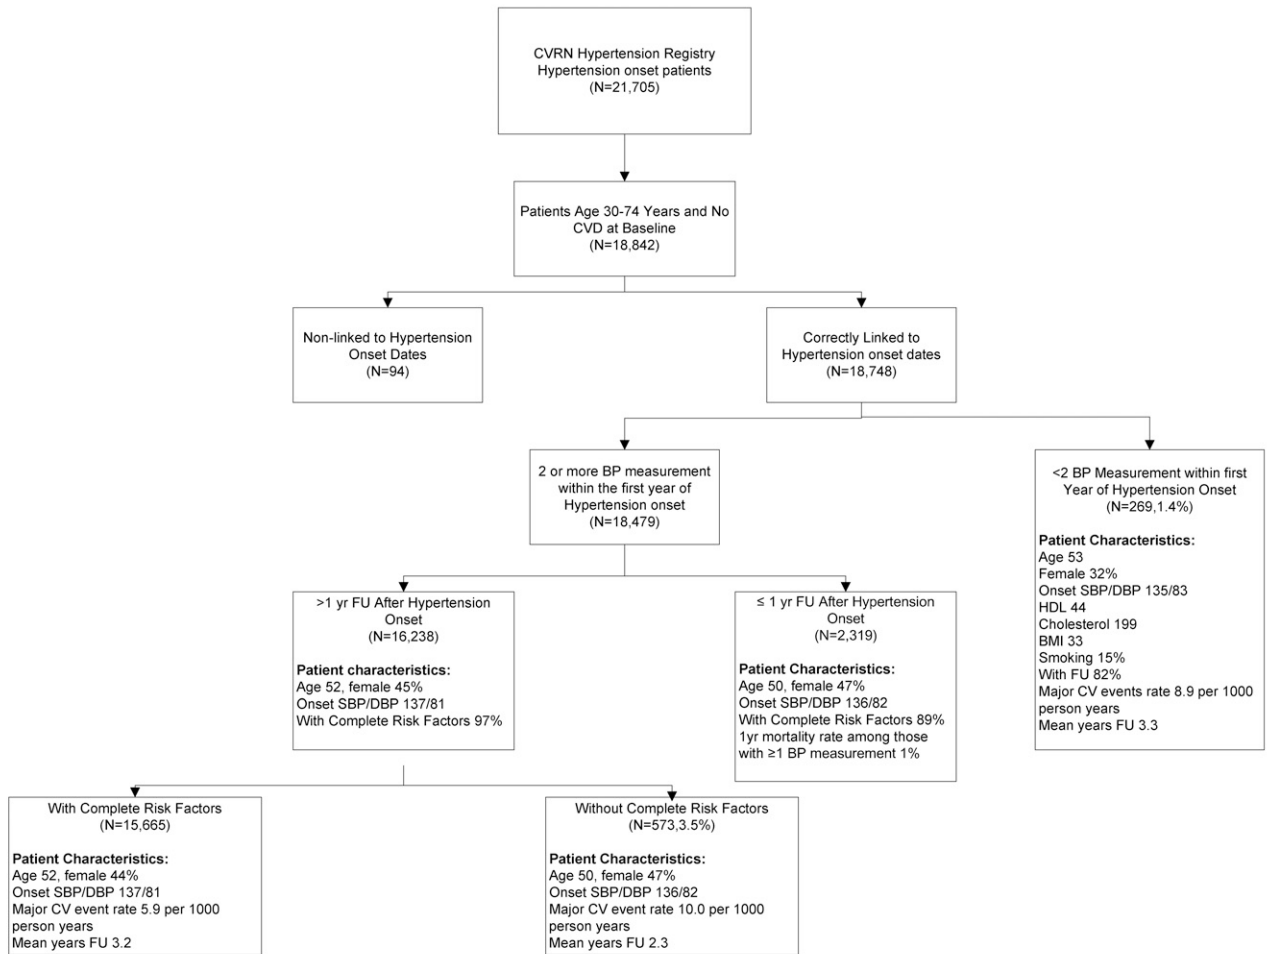 CVRN Hypertension Registry
Hypertension onset patients
(N=21,705)
Patients Age 30-74 Years and No
CVD at Baseline
(N=18,842)
Non-linked to Hypertension
Onset Dates
(N=94)
Correctly Linked to
Hypertension onset dates
(N=18,748)
2 or more BP measurement
within the first year of
Hypertension onset
(N=18,479)
<2 BP Measurement within first
Year of Hypertension Onset
(N=269,1.4%)
Patient Characteristics:
Age 53
Female 32%
Onset SBP/DBP 135/83
HDL 44
Cholesterol 199
BMI 33
Smoking 15%
With FU 82%
Major CV events rate 8.9 per 1000
person years
Mean years FU 3.3
>1 yr FU After Hypertension
Onset
(N=16,238)
Patient characteristics:
Age 52, female 45%
Onset SBP/DBP 137/81
With Complete Risk Factors 97%
≤ 1 yr FU After Hypertension
Onset
(N=2,319)
Patient characteristics:
Age 50, female 47%
Onset SBP/DBP 136/82
With Complete Risk Factors 89%
1yr mortality rate among those
with ≥1 BP measurement 1%
With Complete Risk Factors
(N=15,665)
Patient Characteristics:
Age 52, female 44%
Onset SBP/DBP 137/81
Major CV event rate 5.9 per 1000
person years
Mean years FU 3.2
Without Complete Risk Factors
(N=573,3.5%)
Patient Characteristics:
Age 50, female 47%
Onset SBP/DBP 136/82
Major CV event rate 10.0 per 1000
person years
Mean years FU 2.3